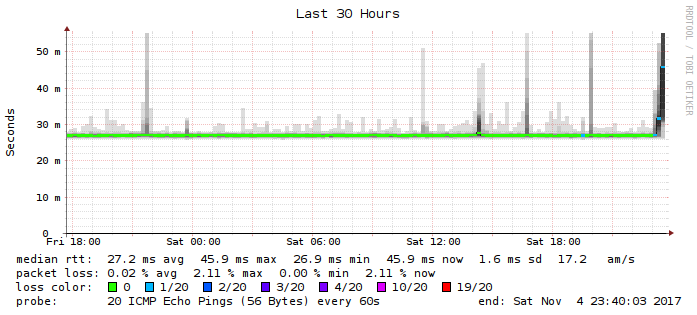 Last 30 Hours
RRDTOOL / TOBI OETIKER
Seconds
50 m
40 m
30 m
20 m
10 m
0
Fri 18:00 Sat 00:00 Sat 06:00 Sat 12:00 Sat 18:00
median rtt: 27.2 ms avg 45.9 ms max 26.9 ms min 45.9 ms now 1.6 ms sd 17.2 am/s
packet loss: 0.02 % avg 2.11 % max 0.00 % min 2.11 % now
loss color: 0 1/20 2/20 3/20 4/20 10/20 19/20
probe: 20 ICMP Echo Pings (56 Bytes) every 60s end: Sat Nov 4 23:40:03 2017